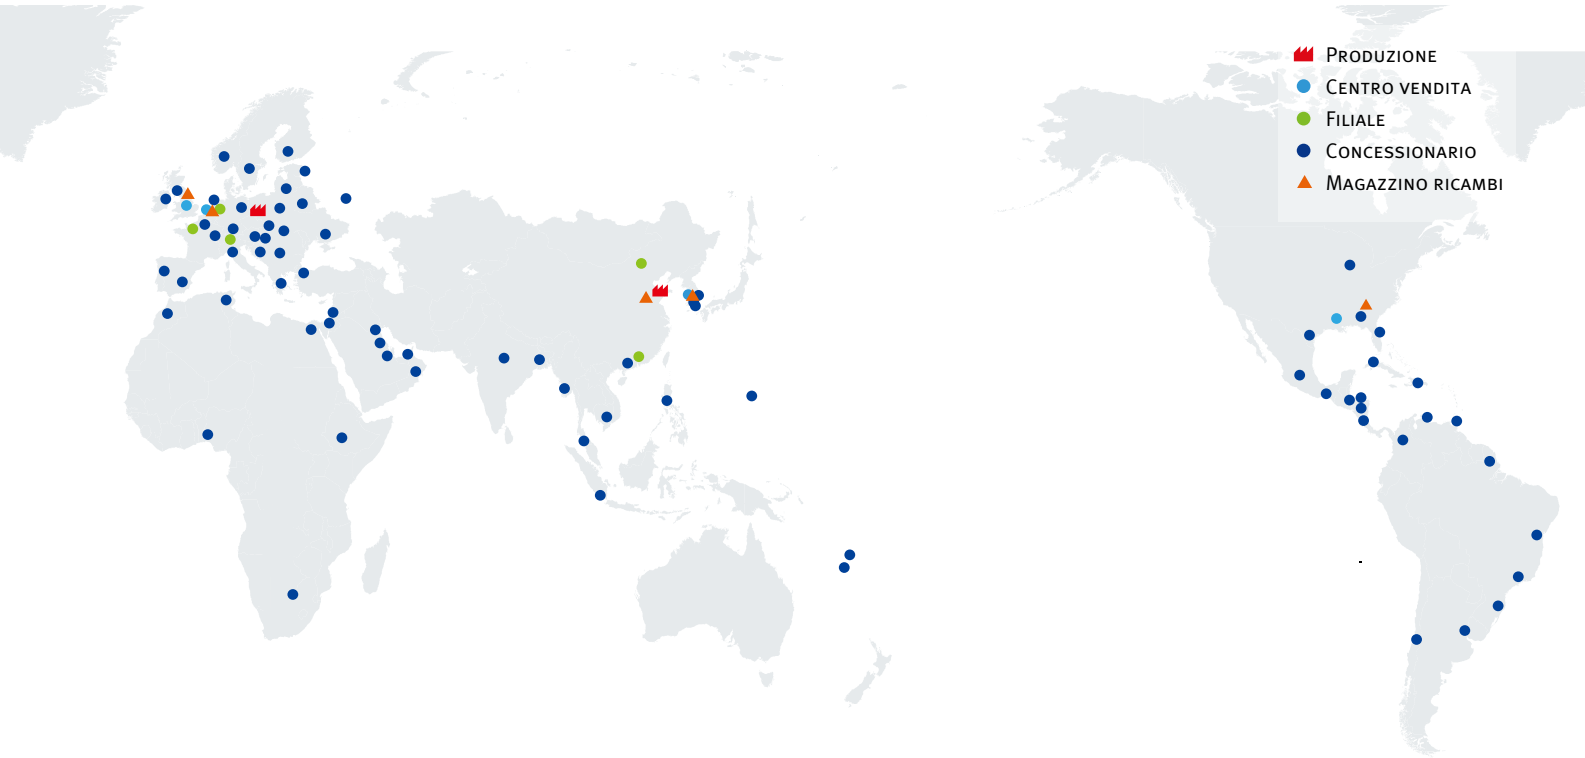 Produzione
Centro vendita
Filiale
Concessionario
Magazzino ricambi